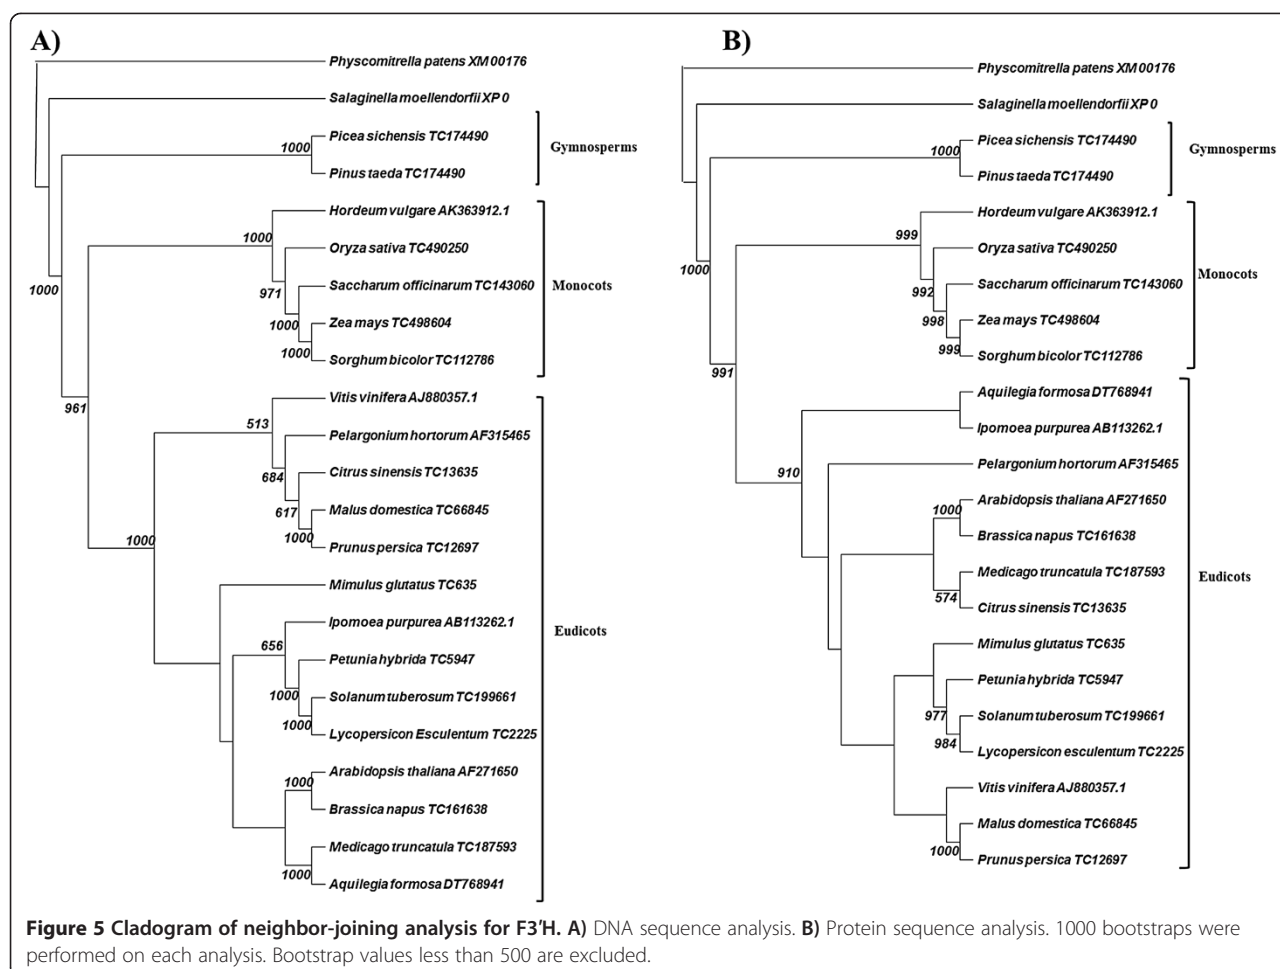 A)
Physcomitrella patens XM00176
Salaginella moellendorfii XP0
Picea sichensis TC174490
1000
Gymnosperms
Pinus taeda TC174490
Hordeum vulgare AK363912.1
1000
Oryza sativa TC490250
971
Saccharum officinarum TC143060
Monocots
1000
1000
Zea mays TC498604
1000
Sorghum bicolor TC112786
961
Vitis vinifera AJ880357.1
513
Pelargonium hortorum AF315465
684
Citrus sinensis TC13635
617
Malus domestica TC66845
1000
1000
Prunus persica TC12697
Mimulus glutatus TC635
Ipomoea purpurea AB113262.1
Eudicots
656
Petunia hybrida TC5947
1000
Solanum tuberosum TC199661
1000
Lycopersicon Esculentum TC2225
Arabidopsis thaliana AF271650
1000
Brassica napus TC161638
Medicago truncatula TC187593
1000
Aquilegia formosa DT768941
B)
Physcomitrella patens XM00176
Salaginella moellendorfii XP0
Picea sichensis TC174490
1000
Gymnosperms
Pinus taeda TC174490
Hordeum vulgare AK363912.1
999
Oryza sativa TC490250
1000
Monocots
Saccharum officinarum TC143060
992
Zea mays TC498604
998
999
Sorghum bicolor TC112786
991
Aquilegia formosa DT768941
Ipomoea purpurea AB113262.1
Pelargonium hortorum AF315465
910
Arabidopsis thaliana AF271650
1000
Brassica napus TC161638
Medicago truncatula TC187593
Eudicots
574
Citrus sinensis TC13635
Mimulus glutatus TC635
Petunia hybrida TC5947
977
Solanum tuberosum TC199661
984
Lycopersicon esculentum TC2225
Vitis vinifera AJ880357.1
Malus domestica TC66845
1000
Prunus persica TC12697
Figure 5 Cladogram of neighbor-joining analysis for F3'H. A) DNA sequence analysis. B) Protein sequence analysis. 1000 bootstraps were
performed on each analysis. Bootstrap values less than 500 are excluded.